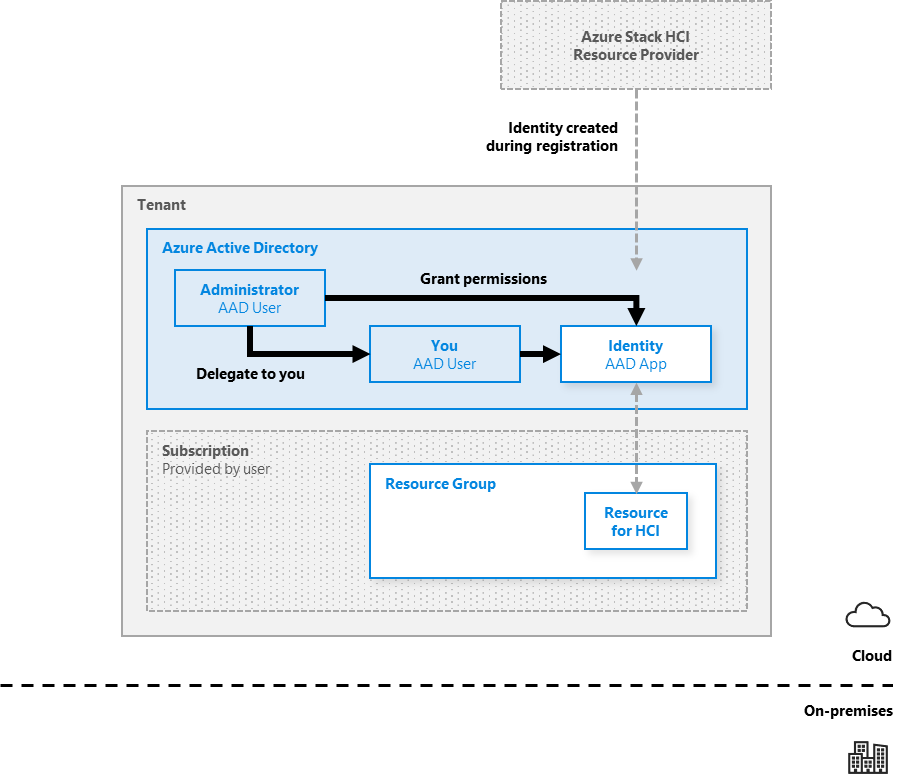 Azure Stack HCI
Resource Provider
Identity created
during registration
Tenant
Azure Active Directory
Administrator
AAD User
Grant permissions
You
AAD User
Identity
AAD App
Delegate to you
Subscription
Provided by user
Resource Group
Resource
for HCI
Cloud
On-premises